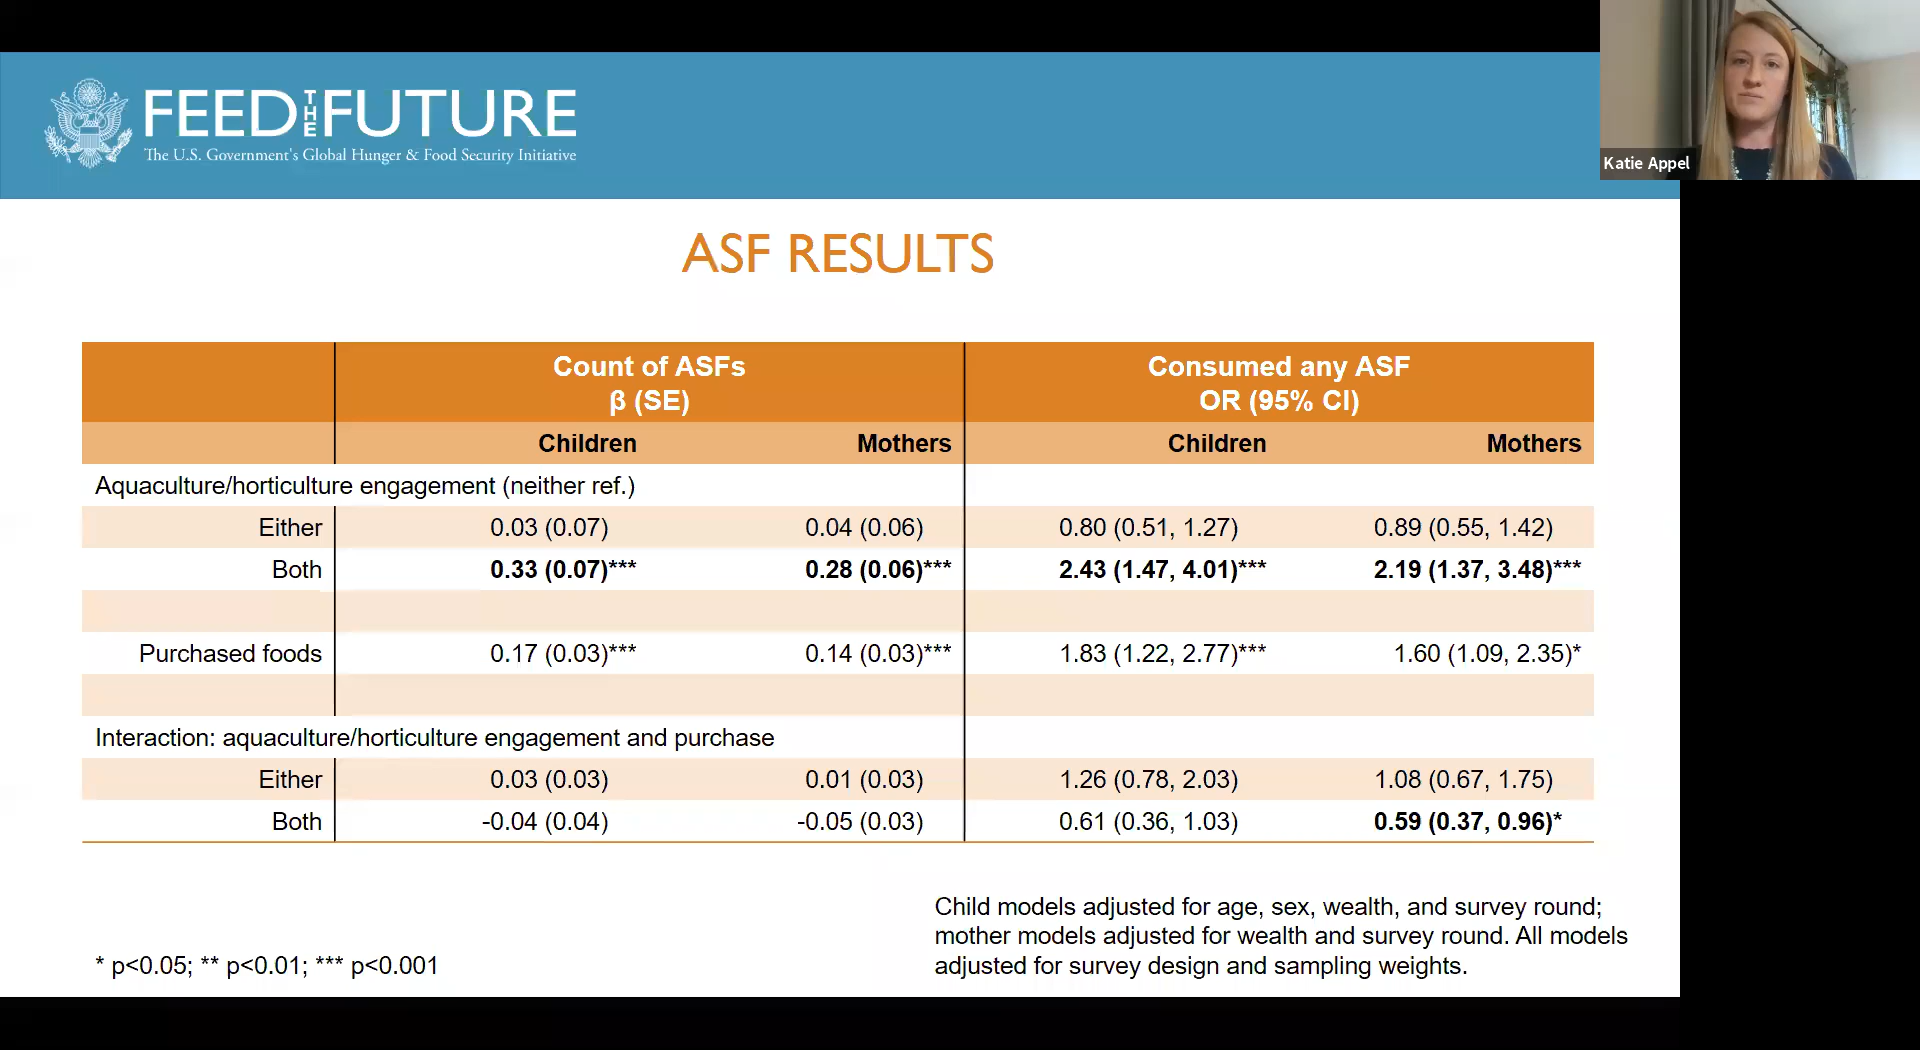 FEED THE FUTURE
The U.S. Government's Global Hunger & Food Security Initiative
Katie Appel
ASF RESULTS
Count of ASFs Consumed any ASF
β (SE) OR (95% CI)
Children Mothers Children Mothers
Aquaculture/horticulture engagement (neither ref.)
Either 0.03 (0.07) 0.04 (0.06) 0.80 (0.51, 1.27) 0.89 (0.55, 1.42)
Both 0.33 (0.07)*** 0.28 (0.06)*** 2.43 (1.47, 4.01)*** 2.19 (1.37, 3.48)***
Purchased foods 0.17 (0.03)*** 0.14 (0.03)*** 1.83 (1.22, 2.77)*** 1.60 (1.09, 2.35)*
Interaction: aquaculture/horticulture engagement and purchase
Either 0.03 (0.03) 0.01 (0.03) 1.26 (0.78, 2.03) 1.08 (0.67, 1.75)
Both -0.04 (0.04) -0.05 (0.03) 0.61 (0.36, 1.03) 0.59 (0.37, 0.96)*
Child models adjusted for age, sex, wealth, and survey round;
mother models adjusted for wealth and survey round. All models
adjusted for survey design and sampling weights.
* p<0.05; ** p<0.01; *** p<0.001